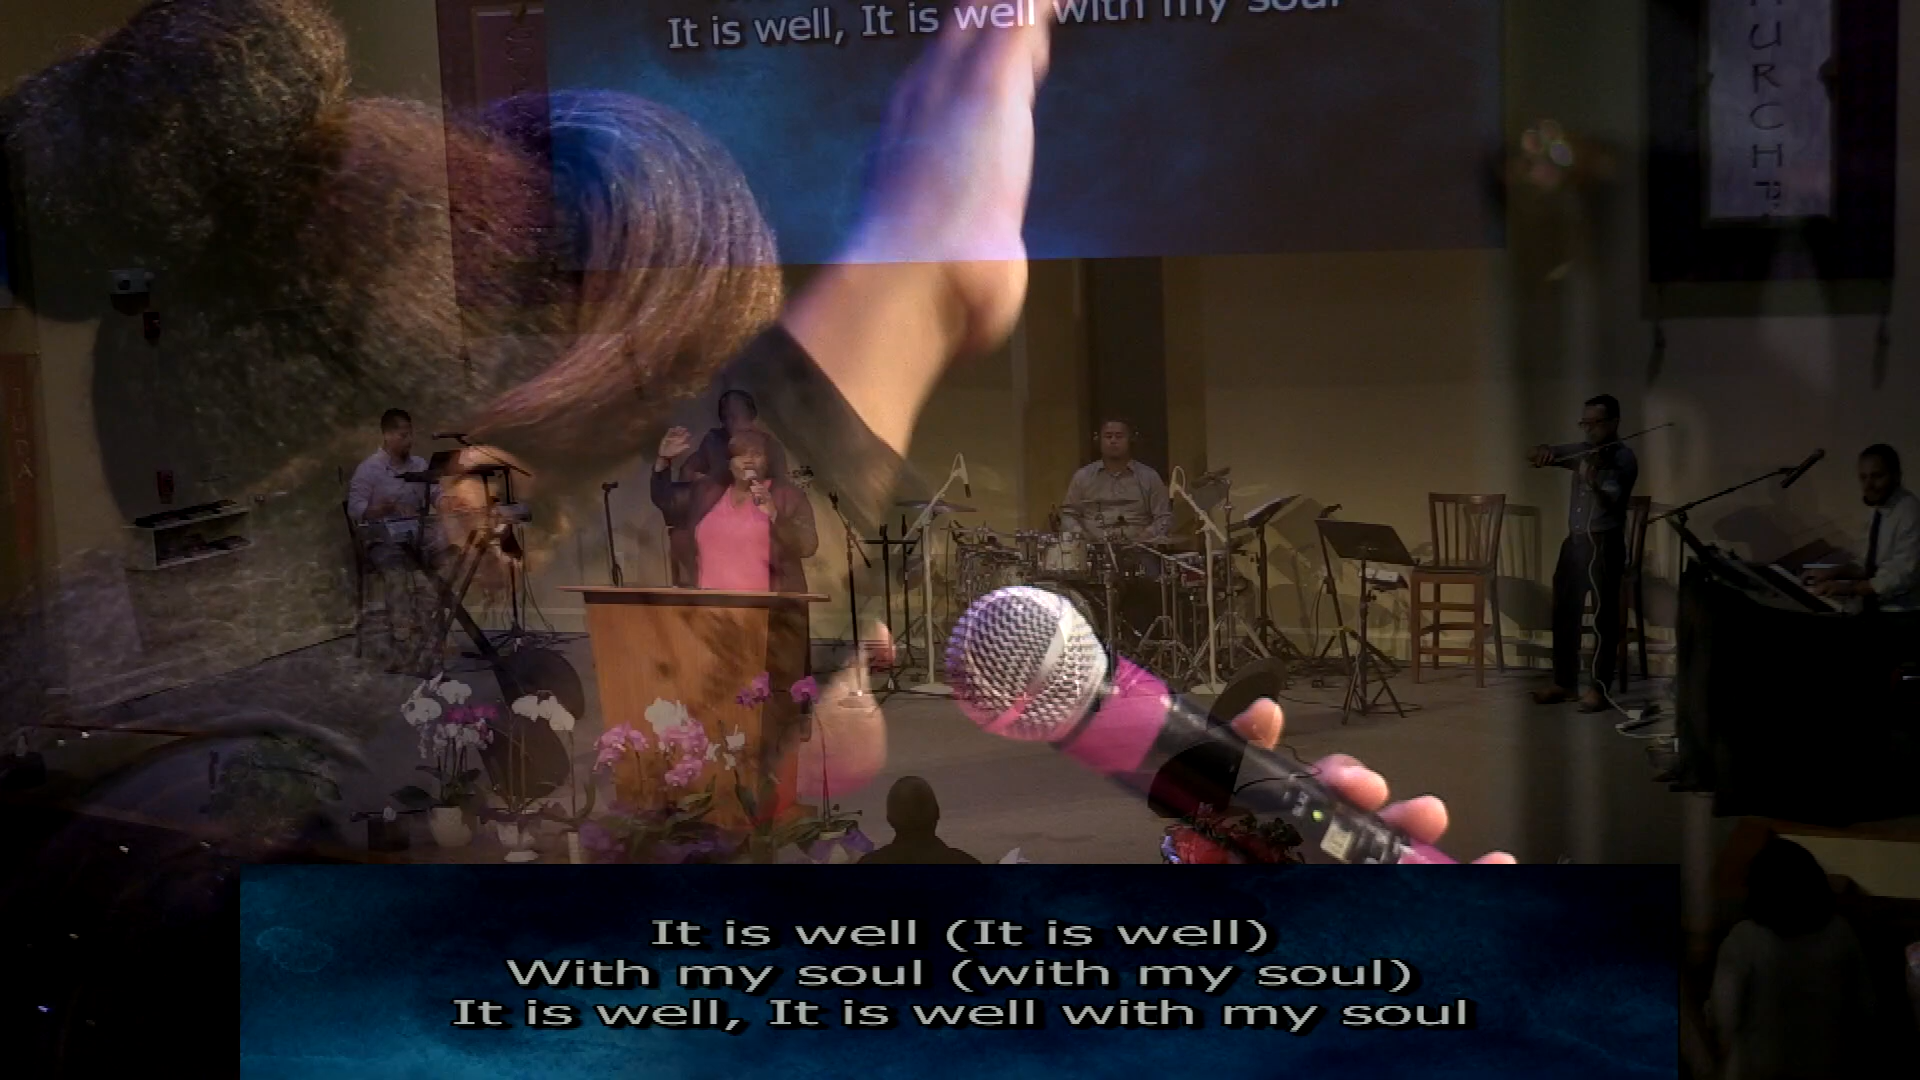 It is well, It is well with my soul
It is well (It is well)
With my soul (with my soul)
It is well, It is well with my soul